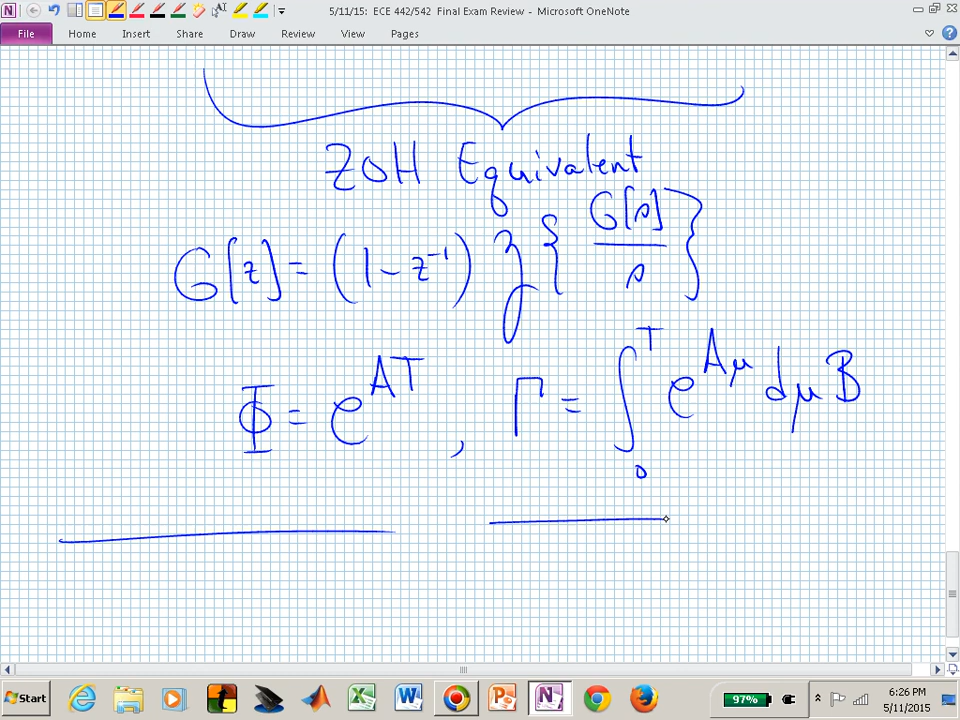 5/11/15: ECE 442/542 Final Exam Review - Microsoft OneNote
File Home Insert Share Draw Review View Pages
ZOH Equivalent
G[z] = (1 - z⁻¹) 𝓏 { G[s] / s }
Φ = e^{AT} , Γ = ∫₀ᵀ e^{Aμ} dμ B
Start 97% 6:26 PM
5/11/2015